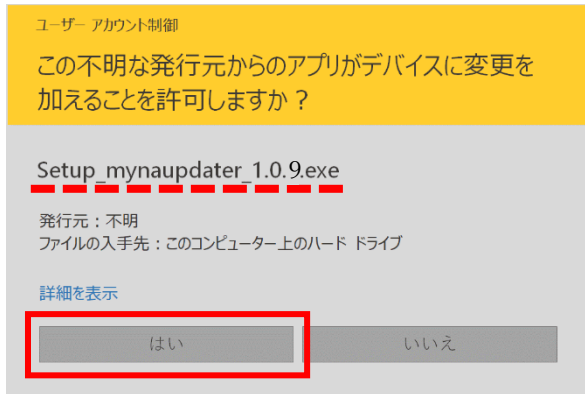 ユーザー アカウント制御
この不明な発行元からのアプリがデバイスに変更を
加えることを許可しますか？
Setup_mynaupdater_1.0.9.exe
発行元：不明
ファイルの入手先：このコンピューター上のハード ドライブ
詳細を表示
はい
いいえ